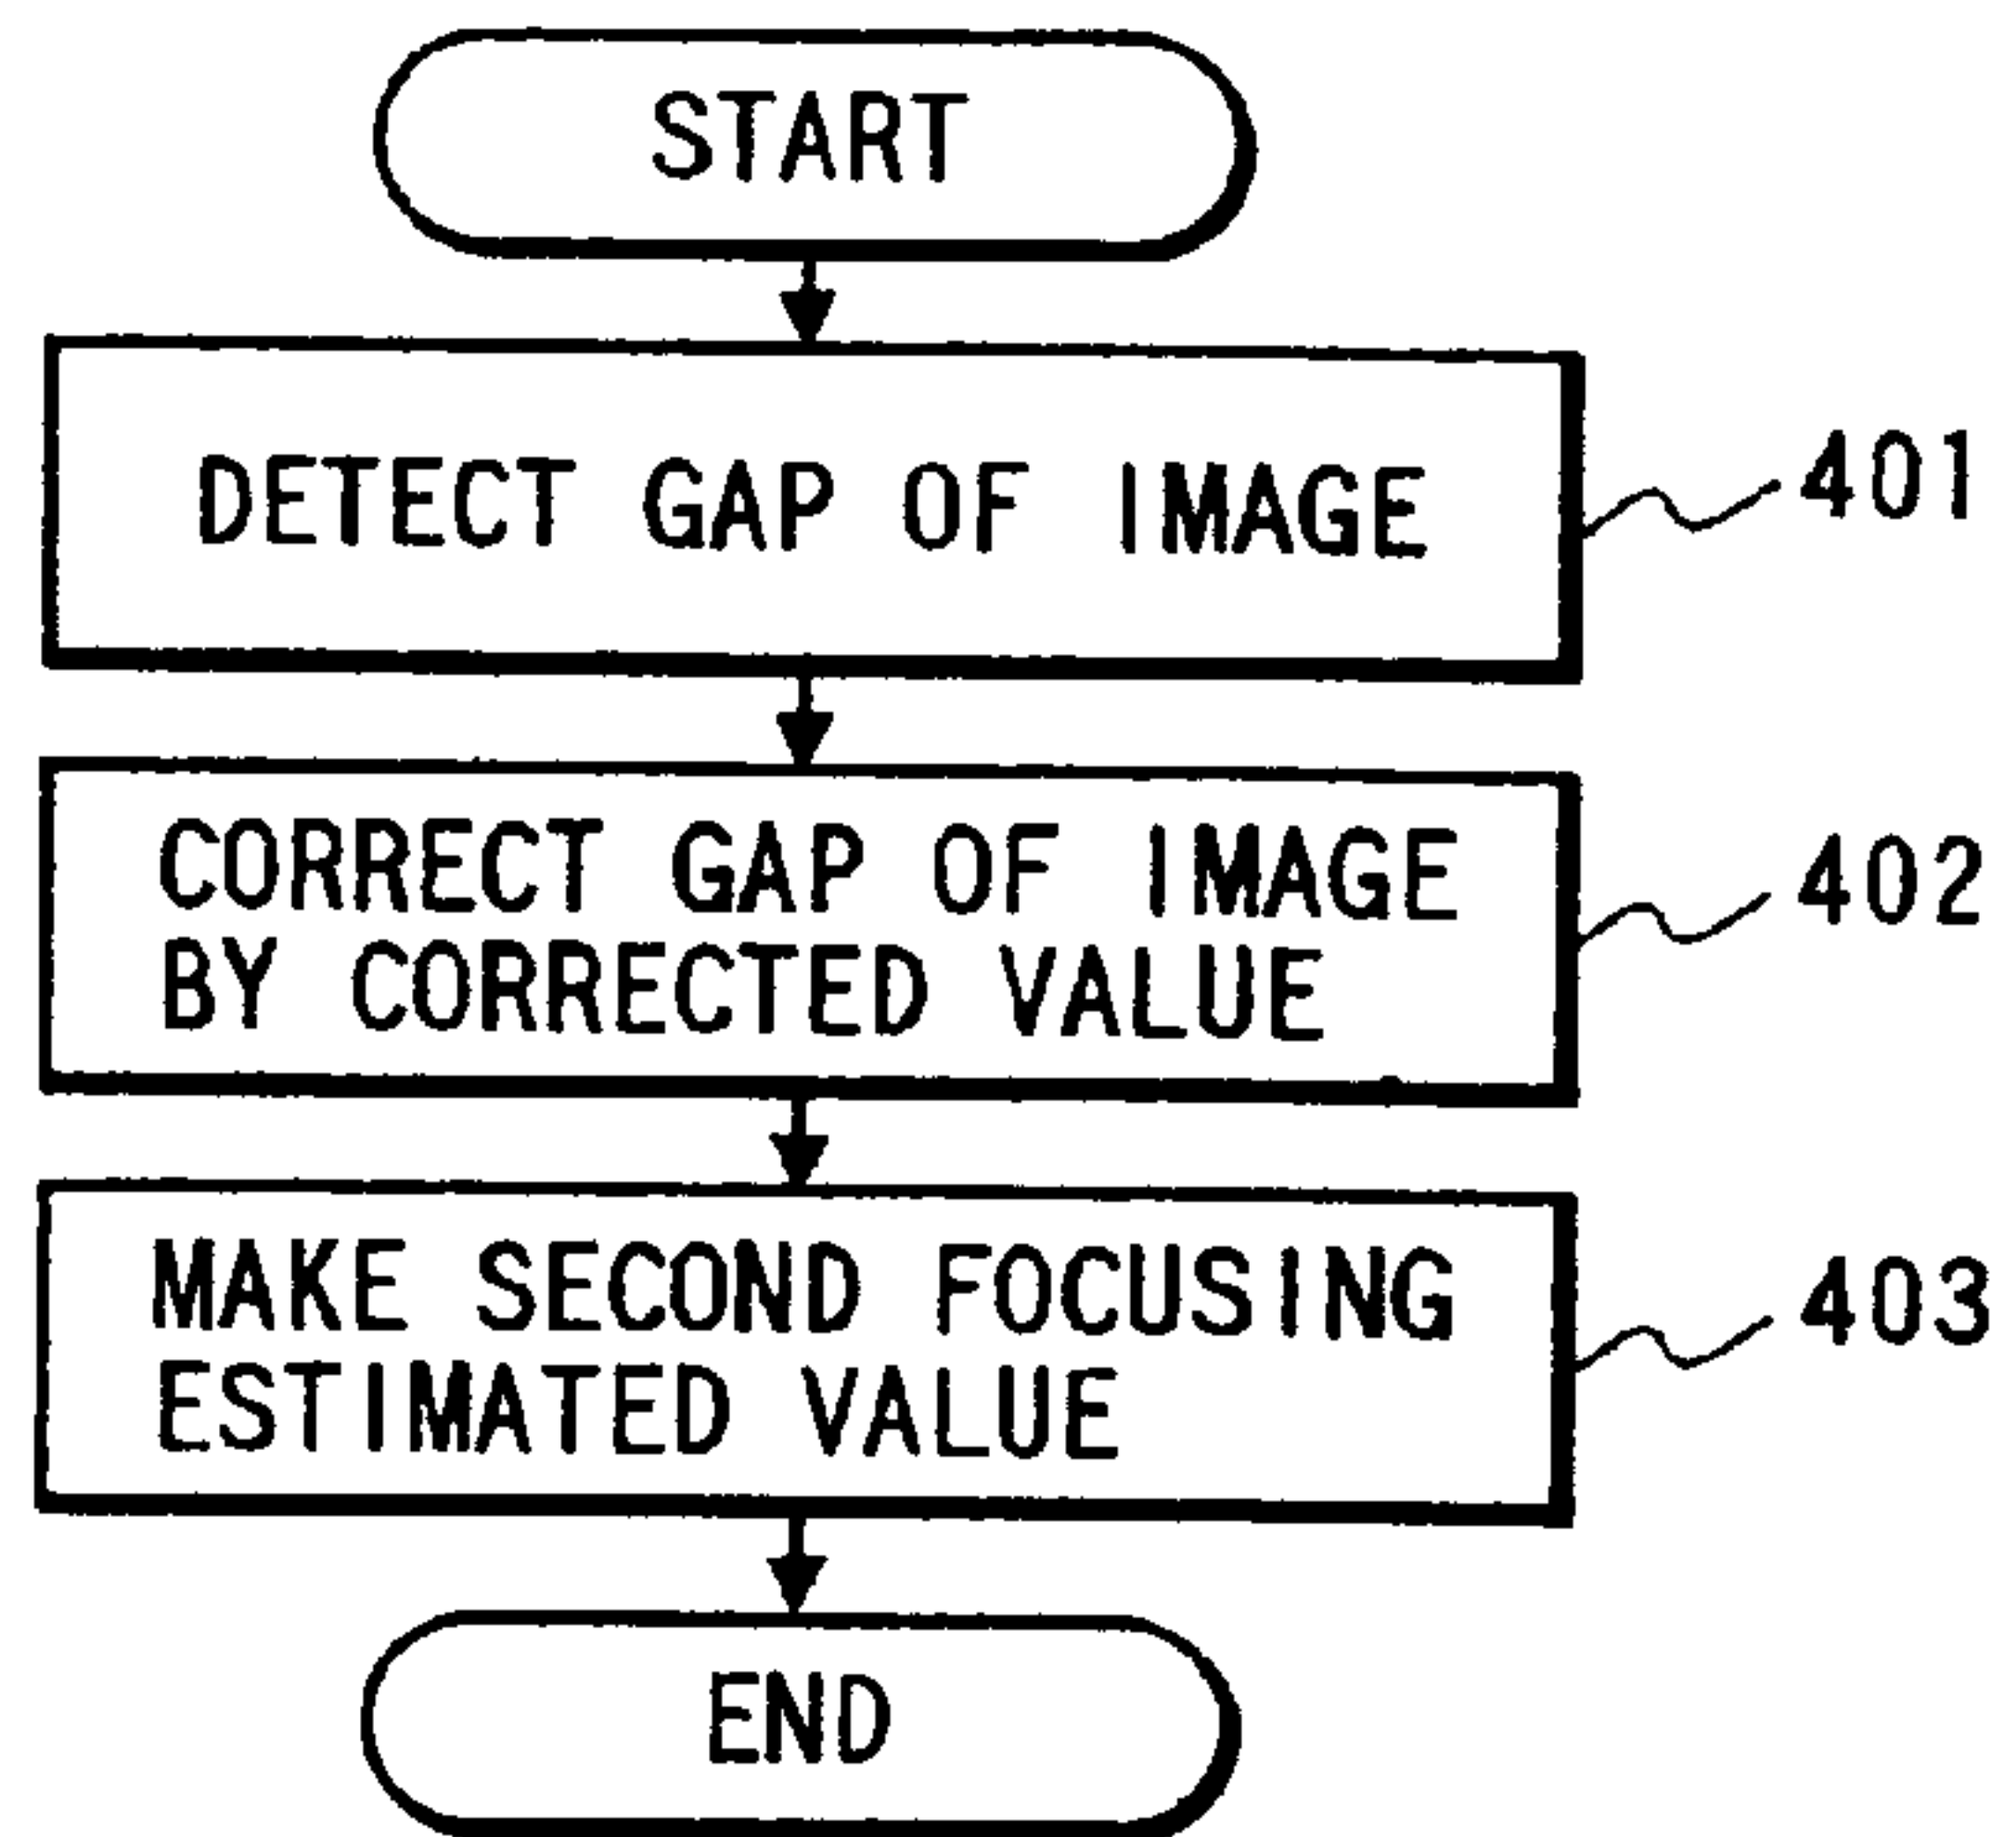 START
DETECT GAP OF IMAGE
401
CORRECT GAP OF IMAGE
BY CORRECTED VALUE
402
MAKE SECOND FOCUSING
ESTIMATED VALUE
403
END